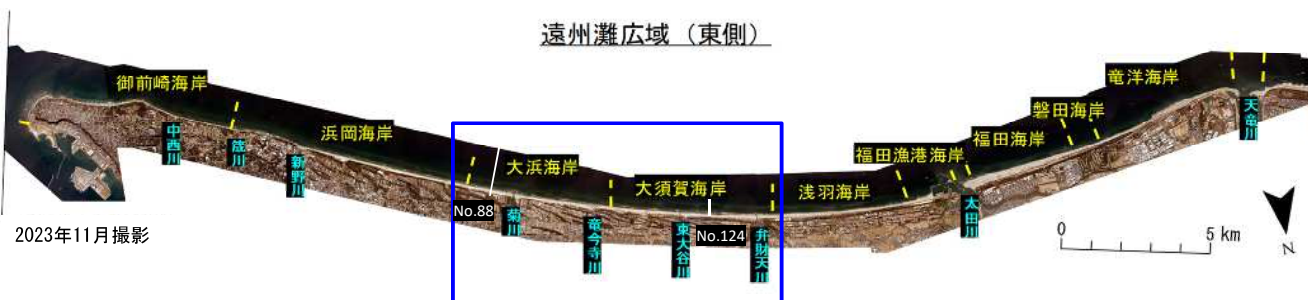 遠州灘広域（東側）
御前崎海岸
浜岡海岸
大浜海岸
大須賀海岸
浅羽海岸
福田漁港海岸
福田海岸
磐田海岸
竜洋海岸
中西川
筬川
新野川
No.88
菊川
竜今寺川
東大谷川
No.124
弁財天川
太田川
天竜川
2023年11月撮影
0
5 km
N